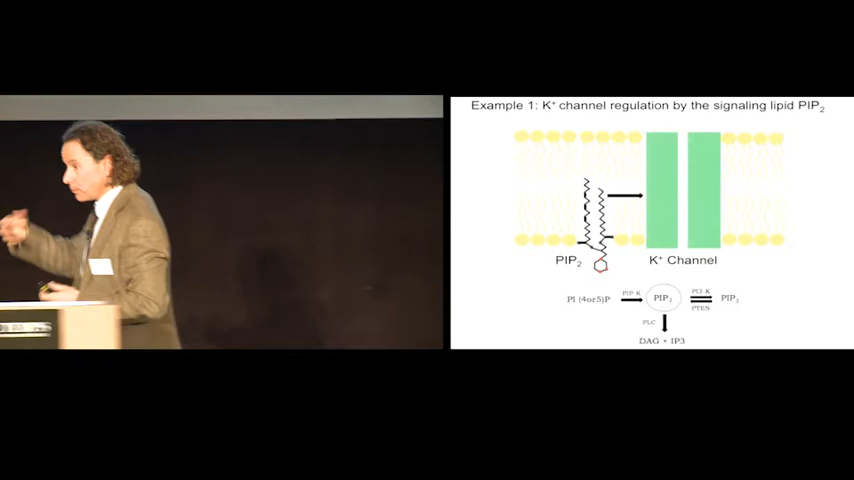 Example 1: K+ channel regulation by the signaling lipid PIP2
PIP2
K+ Channel
PI (4or5)P
PIP K
PIP2
PI3 K
PTEN
PIP3
PLC
DAG + IP3